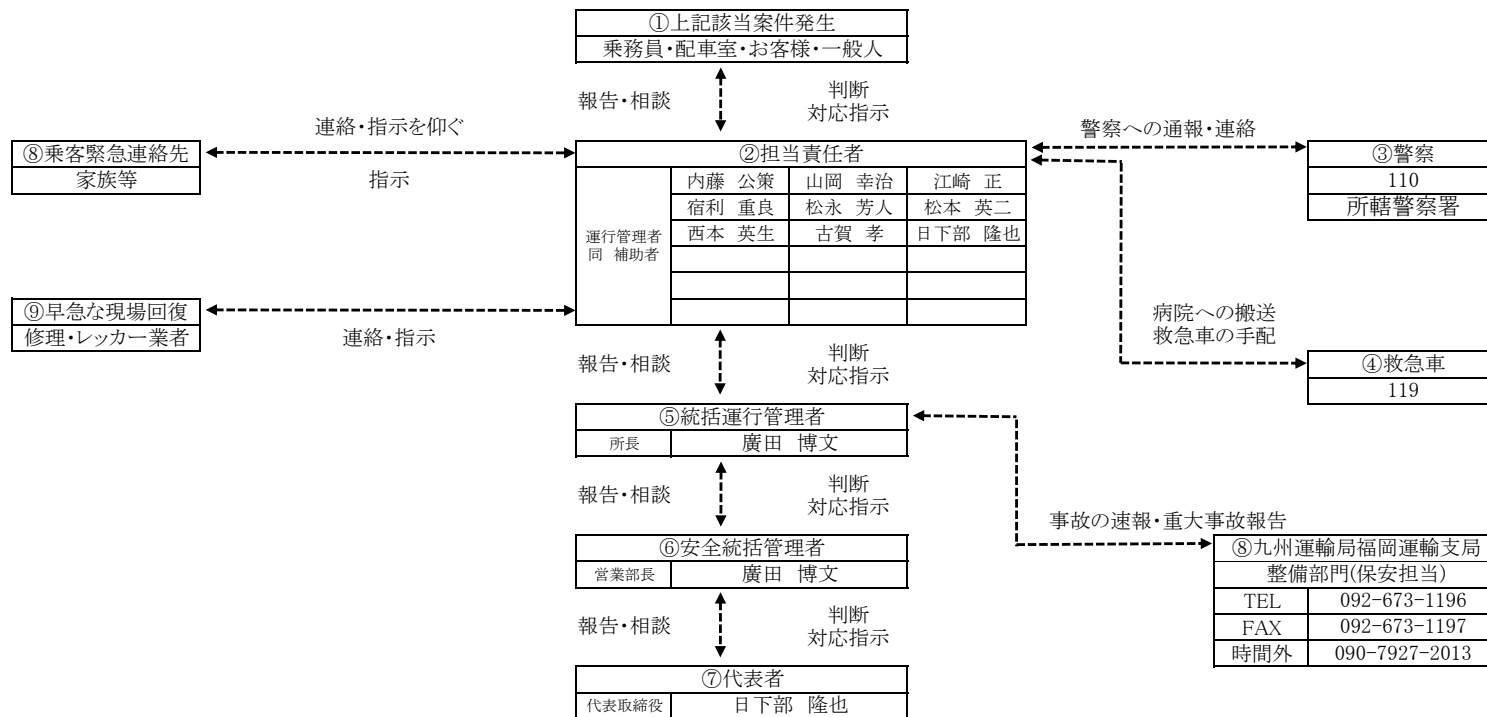 ①上記該当案件発生
乗務員・配車室・お客様・一般人
報告・相談
判断
対応指示
連絡・指示を仰ぐ
警察への通報・連絡
⑧乗客緊急連絡先
家族等
指示
②担当責任者
運行管理者
同 補助者
内藤 公策 山岡 幸治 江崎 正
宿利 重良 松永 芳人 松本 英二
西本 英生 古賀 孝 日下部 隆也
③警察
110
所轄警察署
⑨早急な現場回復
修理・レッカー業者
連絡・指示
病院への搬送
救急車の手配
④救急車
119
報告・相談
判断
対応指示
⑤統括運行管理者
所長 廣田 博文
報告・相談
判断
対応指示
事故の速報・重大事故報告
⑥安全統括管理者
営業部長 廣田 博文
⑧九州運輸局福岡運輸支局
整備部門(保安担当)
TEL 092-673-1196
FAX 092-673-1197
時間外 090-7927-2013
報告・相談
判断
対応指示
⑦代表者
代表取締役 日下部 隆也